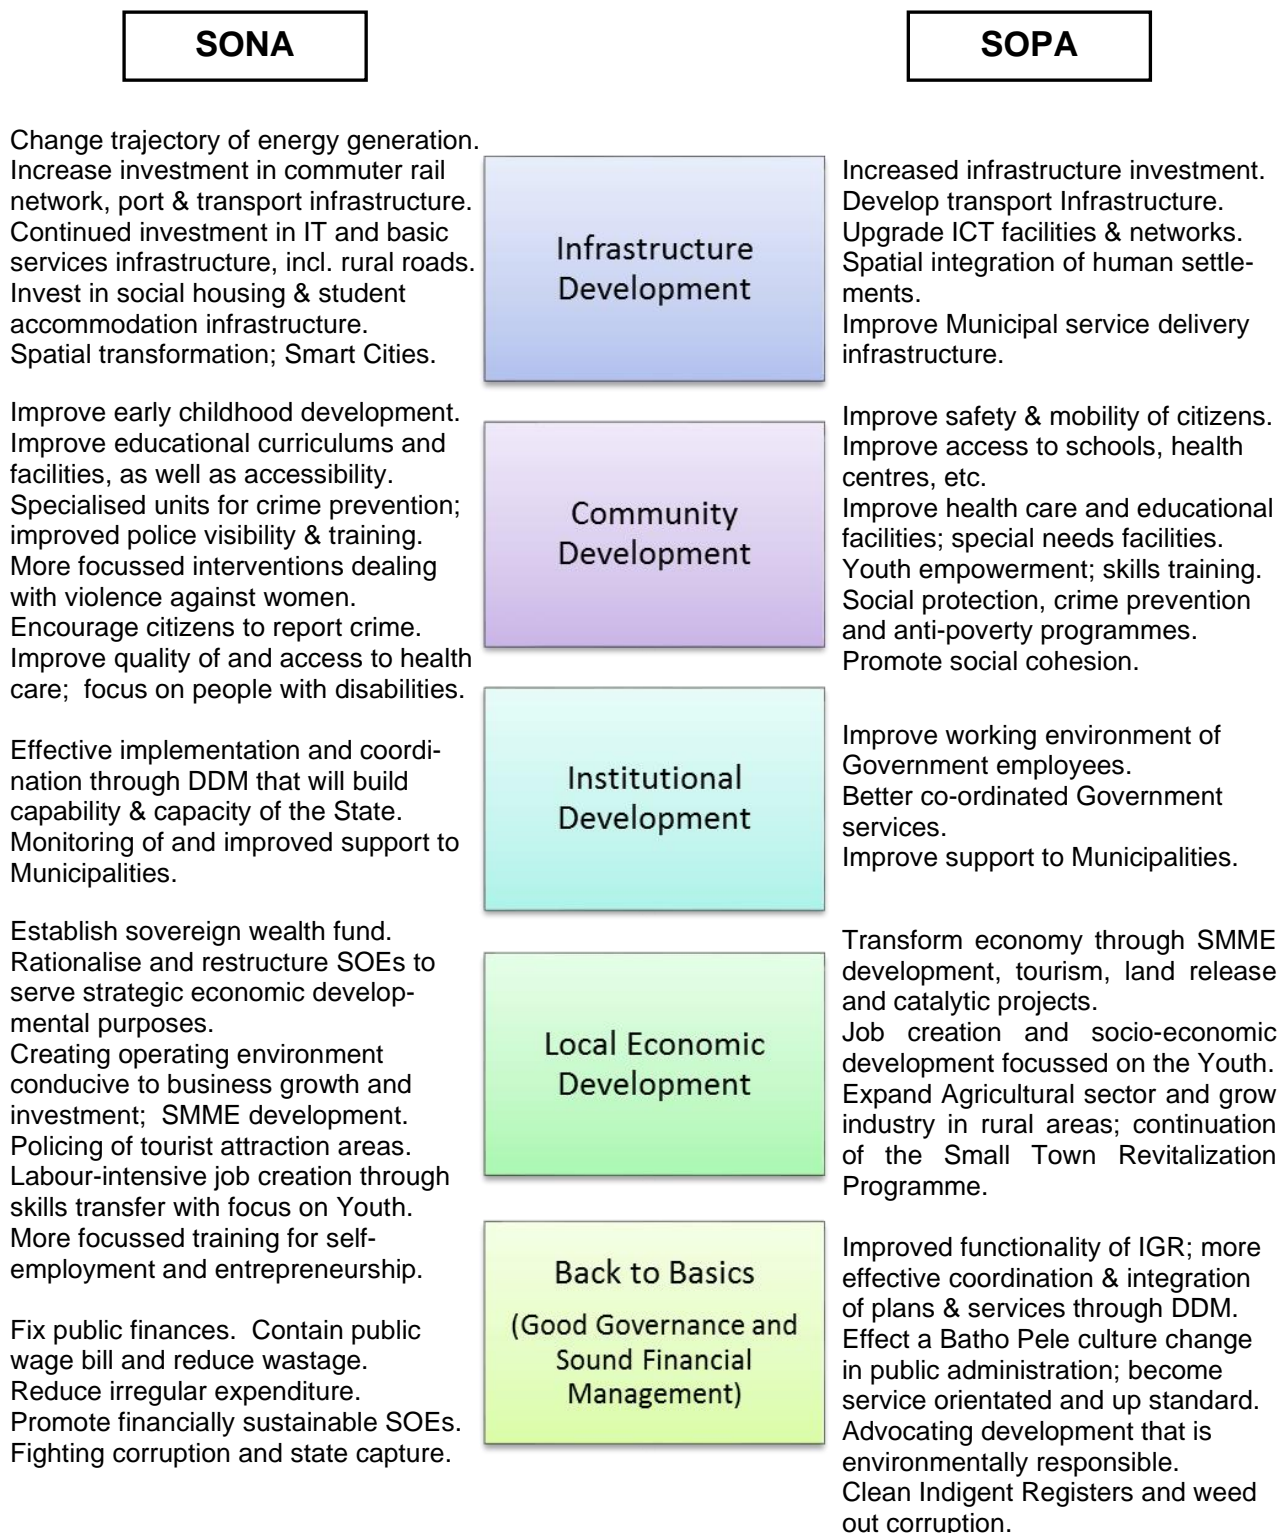 SONA
SOPA
Change trajectory of energy generation.
Increase investment in commuter rail
network, port & transport infrastructure.
Continued investment in IT and basic
services infrastructure, incl. rural roads.
Invest in social housing & student
accommodation infrastructure.
Spatial transformation; Smart Cities.
Infrastructure
Development
Increased infrastructure investment.
Develop transport Infrastructure.
Upgrade ICT facilities & networks.
Spatial integration of human settle-
ments.
Improve Municipal service delivery
infrastructure.
Improve early childhood development.
Improve educational curriculums and
facilities, as well as accessibility.
Specialised units for crime prevention;
improved police visibility & training.
More focussed interventions dealing
with violence against women.
Encourage citizens to report crime.
Improve quality of and access to health
care;  focus on people with disabilities.
Community
Development
Improve safety & mobility of citizens.
Improve access to schools, health
centres, etc.
Improve health care and educational
facilities; special needs facilities.
Youth empowerment; skills training.
Social protection, crime prevention
and anti-poverty programmes.
Promote social cohesion.
Effective implementation and coordi-
nation through DDM that will build
capability & capacity of the State.
Monitoring of and improved support to
Municipalities.
Institutional
Development
Improve working environment of
Government employees.
Better co-ordinated Government
services.
Improve support to Municipalities.
Establish sovereign wealth fund.
Rationalise and restructure SOEs to
serve strategic economic develop-
mental purposes.
Creating operating environment
conducive to business growth and
investment;  SMME development.
Policing of tourist attraction areas.
Labour-intensive job creation through
skills transfer with focus on Youth.
More focussed training for self-
employment and entrepreneurship.
Local Economic
Development
Transform economy through SMME
development, tourism, land release
and catalytic projects.
Job creation and socio-economic
development focussed on the Youth.
Expand Agricultural sector and grow
industry in rural areas; continuation
of the Small Town Revitalization
Programme.
Fix public finances.  Contain public
wage bill and reduce wastage.
Reduce irregular expenditure.
Promote financially sustainable SOEs.
Fighting corruption and state capture.
Back to Basics
(Good Governance and
Sound Financial
Management)
Improved functionality of IGR; more
effective coordination & integration
of plans & services through DDM.
Effect a Batho Pele culture change
in public administration; become
service orientated and up standard.
Advocating development that is
environmentally responsible.
Clean Indigent Registers and weed
out corruption.